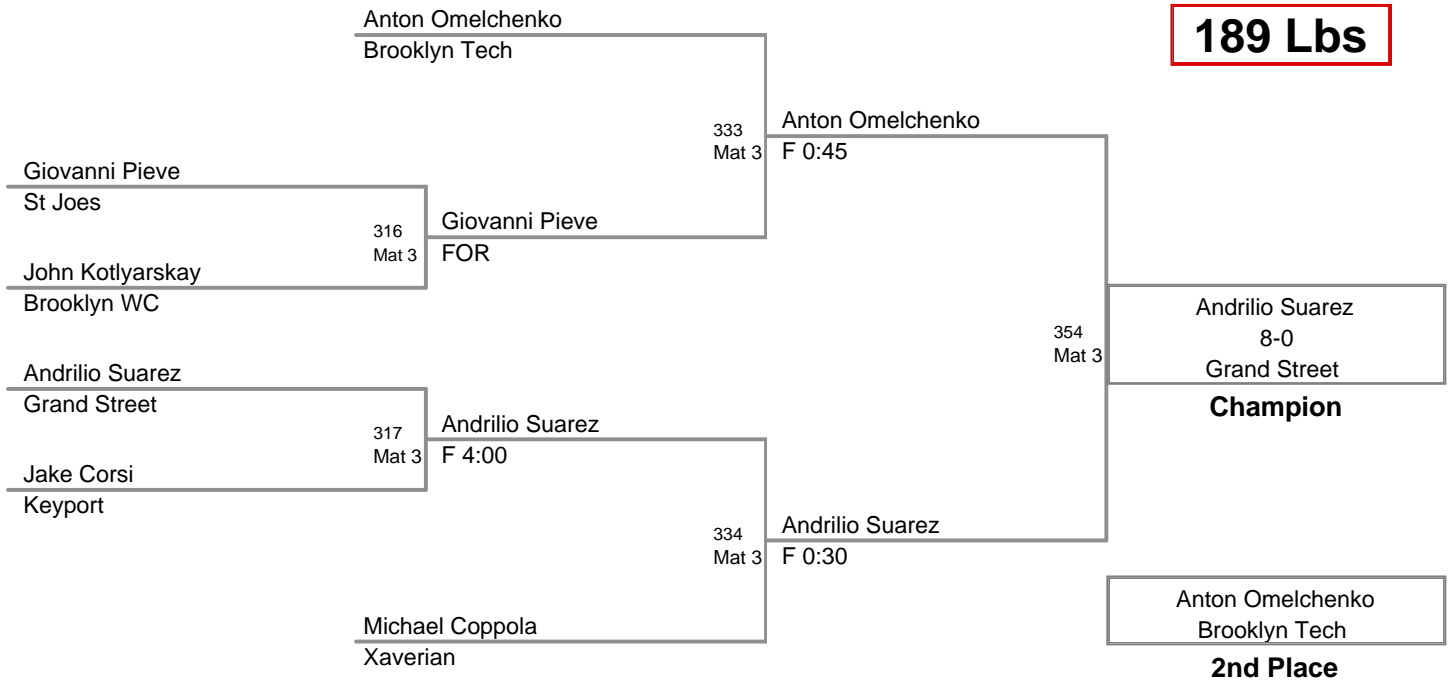 Anton Omelchenko
Brooklyn Tech
189 Lbs
333
Mat 3
Anton Omelchenko
F 0:45
Giovanni Pieve
St Joes
316
Mat 3
Giovanni Pieve
FOR
John Kotlyarskay
Brooklyn WC
354
Mat 3
Andrilio Suarez
8-0
Grand Street
Champion
Andrilio Suarez
Grand Street
317
Mat 3
Andrilio Suarez
F 4:00
Jake Corsi
Keyport
334
Mat 3
Andrilio Suarez
F 0:30
Michael Coppola
Xaverian
Anton Omelchenko
Brooklyn Tech
2nd Place